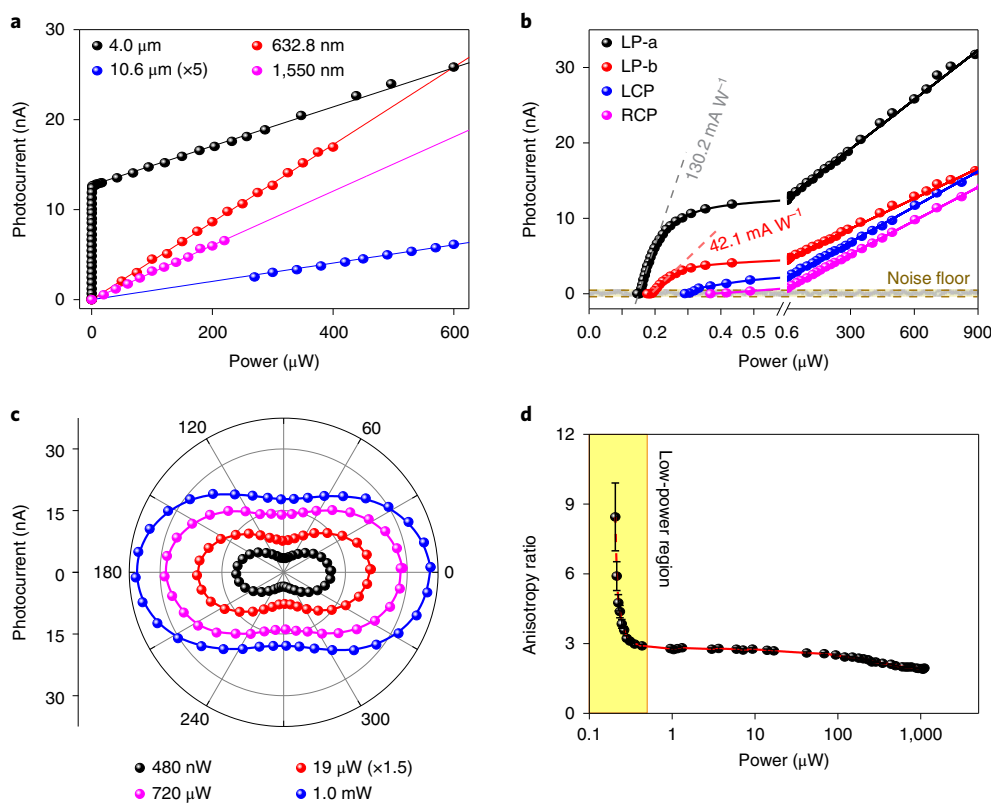 a
30
20
10
0
Photocurrent (nA)
4.0 μm
632.8 nm
10.6 μm (×5)
1,550 nm
0
200
400
600
Power (μW)
b
30
20
10
0
Photocurrent (nA)
LP-a
LP-b
LCP
RCP
130.2 mA W⁻¹
42.1 mA W⁻¹
Noise floor
0.0
0.2
0.4
0.5
0.6
300
600
900
Power (μW)
c
30
15
0
15
30
Photocurrent (nA)
120
60
180
0
240
300
480 nW
19 μW (×1.5)
720 μW
1.0 mW
d
12
9
6
3
0
Anisotropy ratio
Low-power region
0.1
1
10
100
1,000
Power (μW)